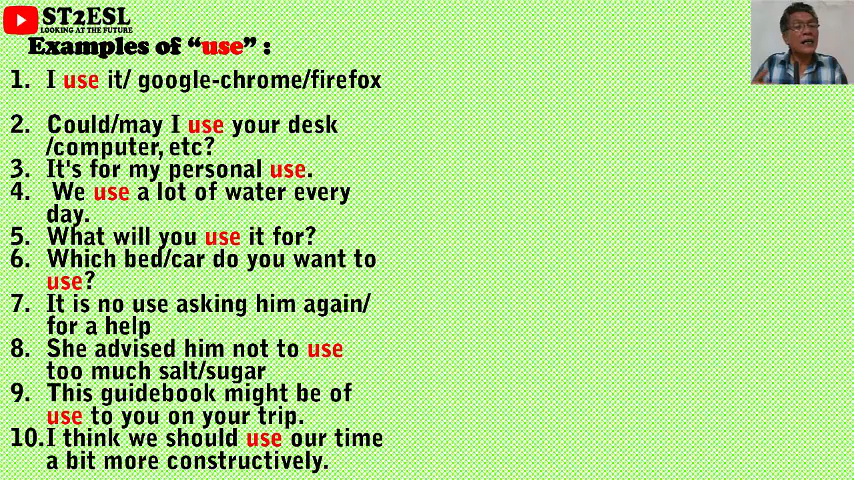 ST2ESL
LOOKING AT THE FUTURE
Examples of “use” :
1. I use it/ google-chrome/firefox
2. Could/may I use your desk
/computer, etc?
3. It's for my personal use.
4. We use a lot of water every
day.
5. What will you use it for?
6. Which bed/car do you want to
use?
7. It is no use asking him again/
for a help
8. She advised him not to use
too much salt/sugar
9. This guidebook might be of
use to you on your trip.
10. I think we should use our time
a bit more constructively.